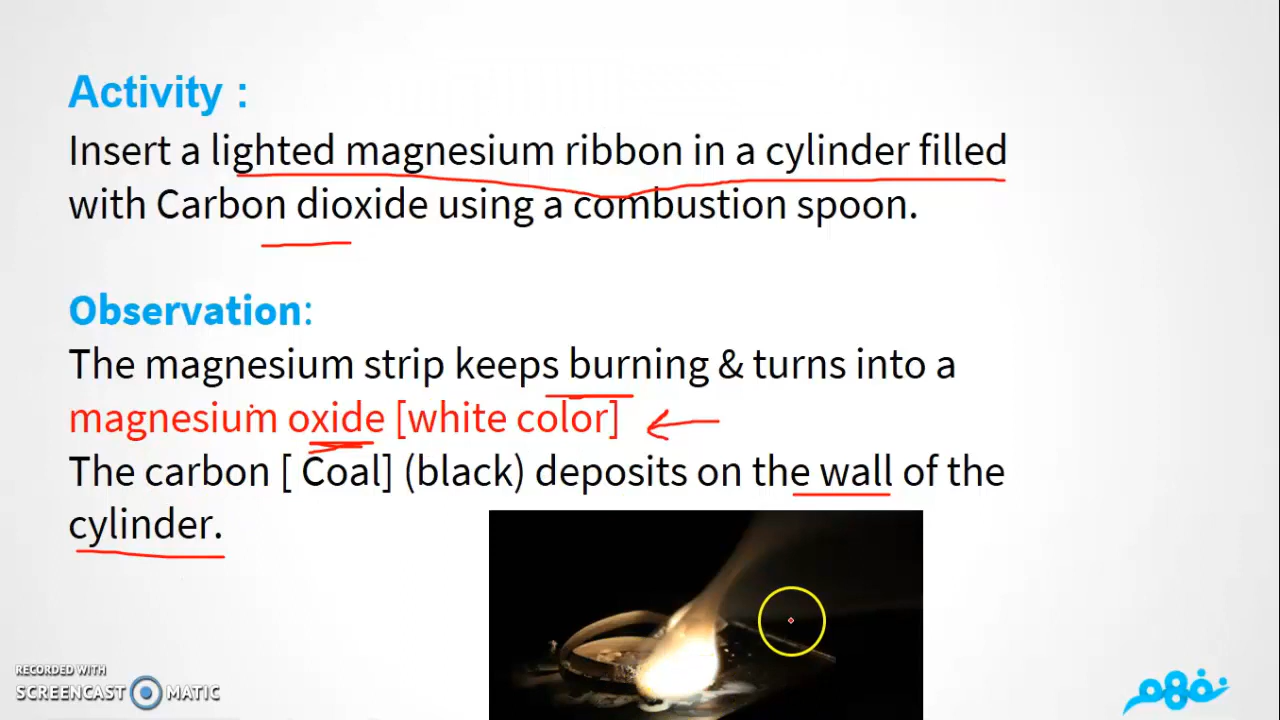 Activity :
Insert a lighted magnesium ribbon in a cylinder filled
with Carbon dioxide using a combustion spoon.
Observation:
The magnesium strip keeps burning & turns into a
magnesium oxide [white color]
The carbon [ Coal] (black) deposits on the wall of the
cylinder.
RECORDED WITH
SCREENCAST MATIC
نفهم